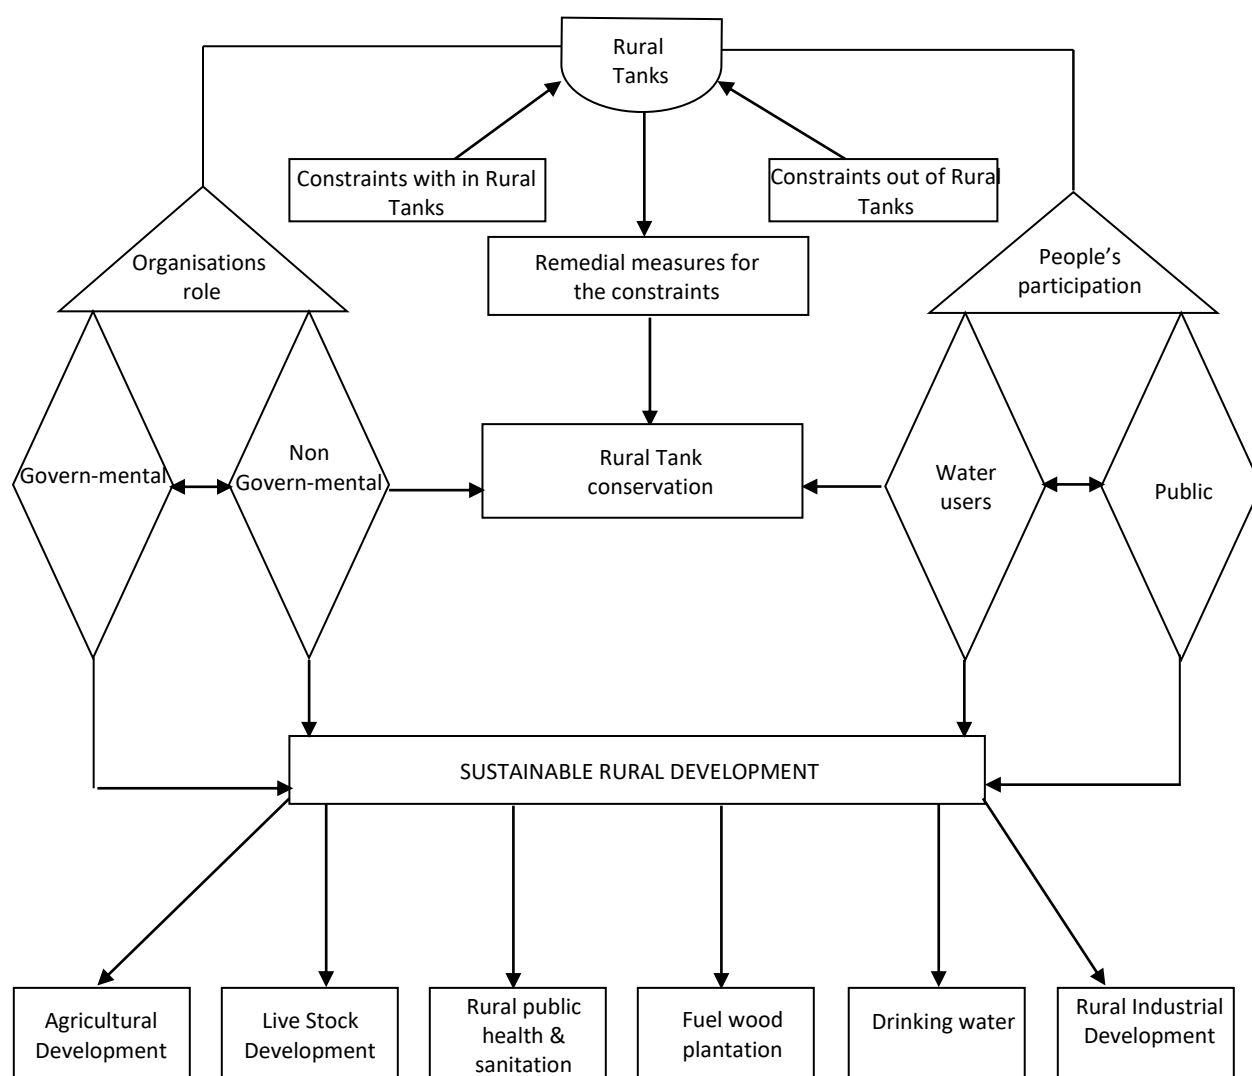 Rural
Tanks
Constraints with in Rural
Tanks
Constraints out of Rural
Tanks
Organisations
role
Remedial measures for
the constraints
People’s
participation
Govern-mental
Non
Govern-mental
Rural Tank
conservation
Water
users
Public
SUSTAINABLE RURAL DEVELOPMENT
Agricultural
Development
Live Stock
Development
Rural public
health &
sanitation
Fuel wood
plantation
Drinking water
Rural Industrial
Development